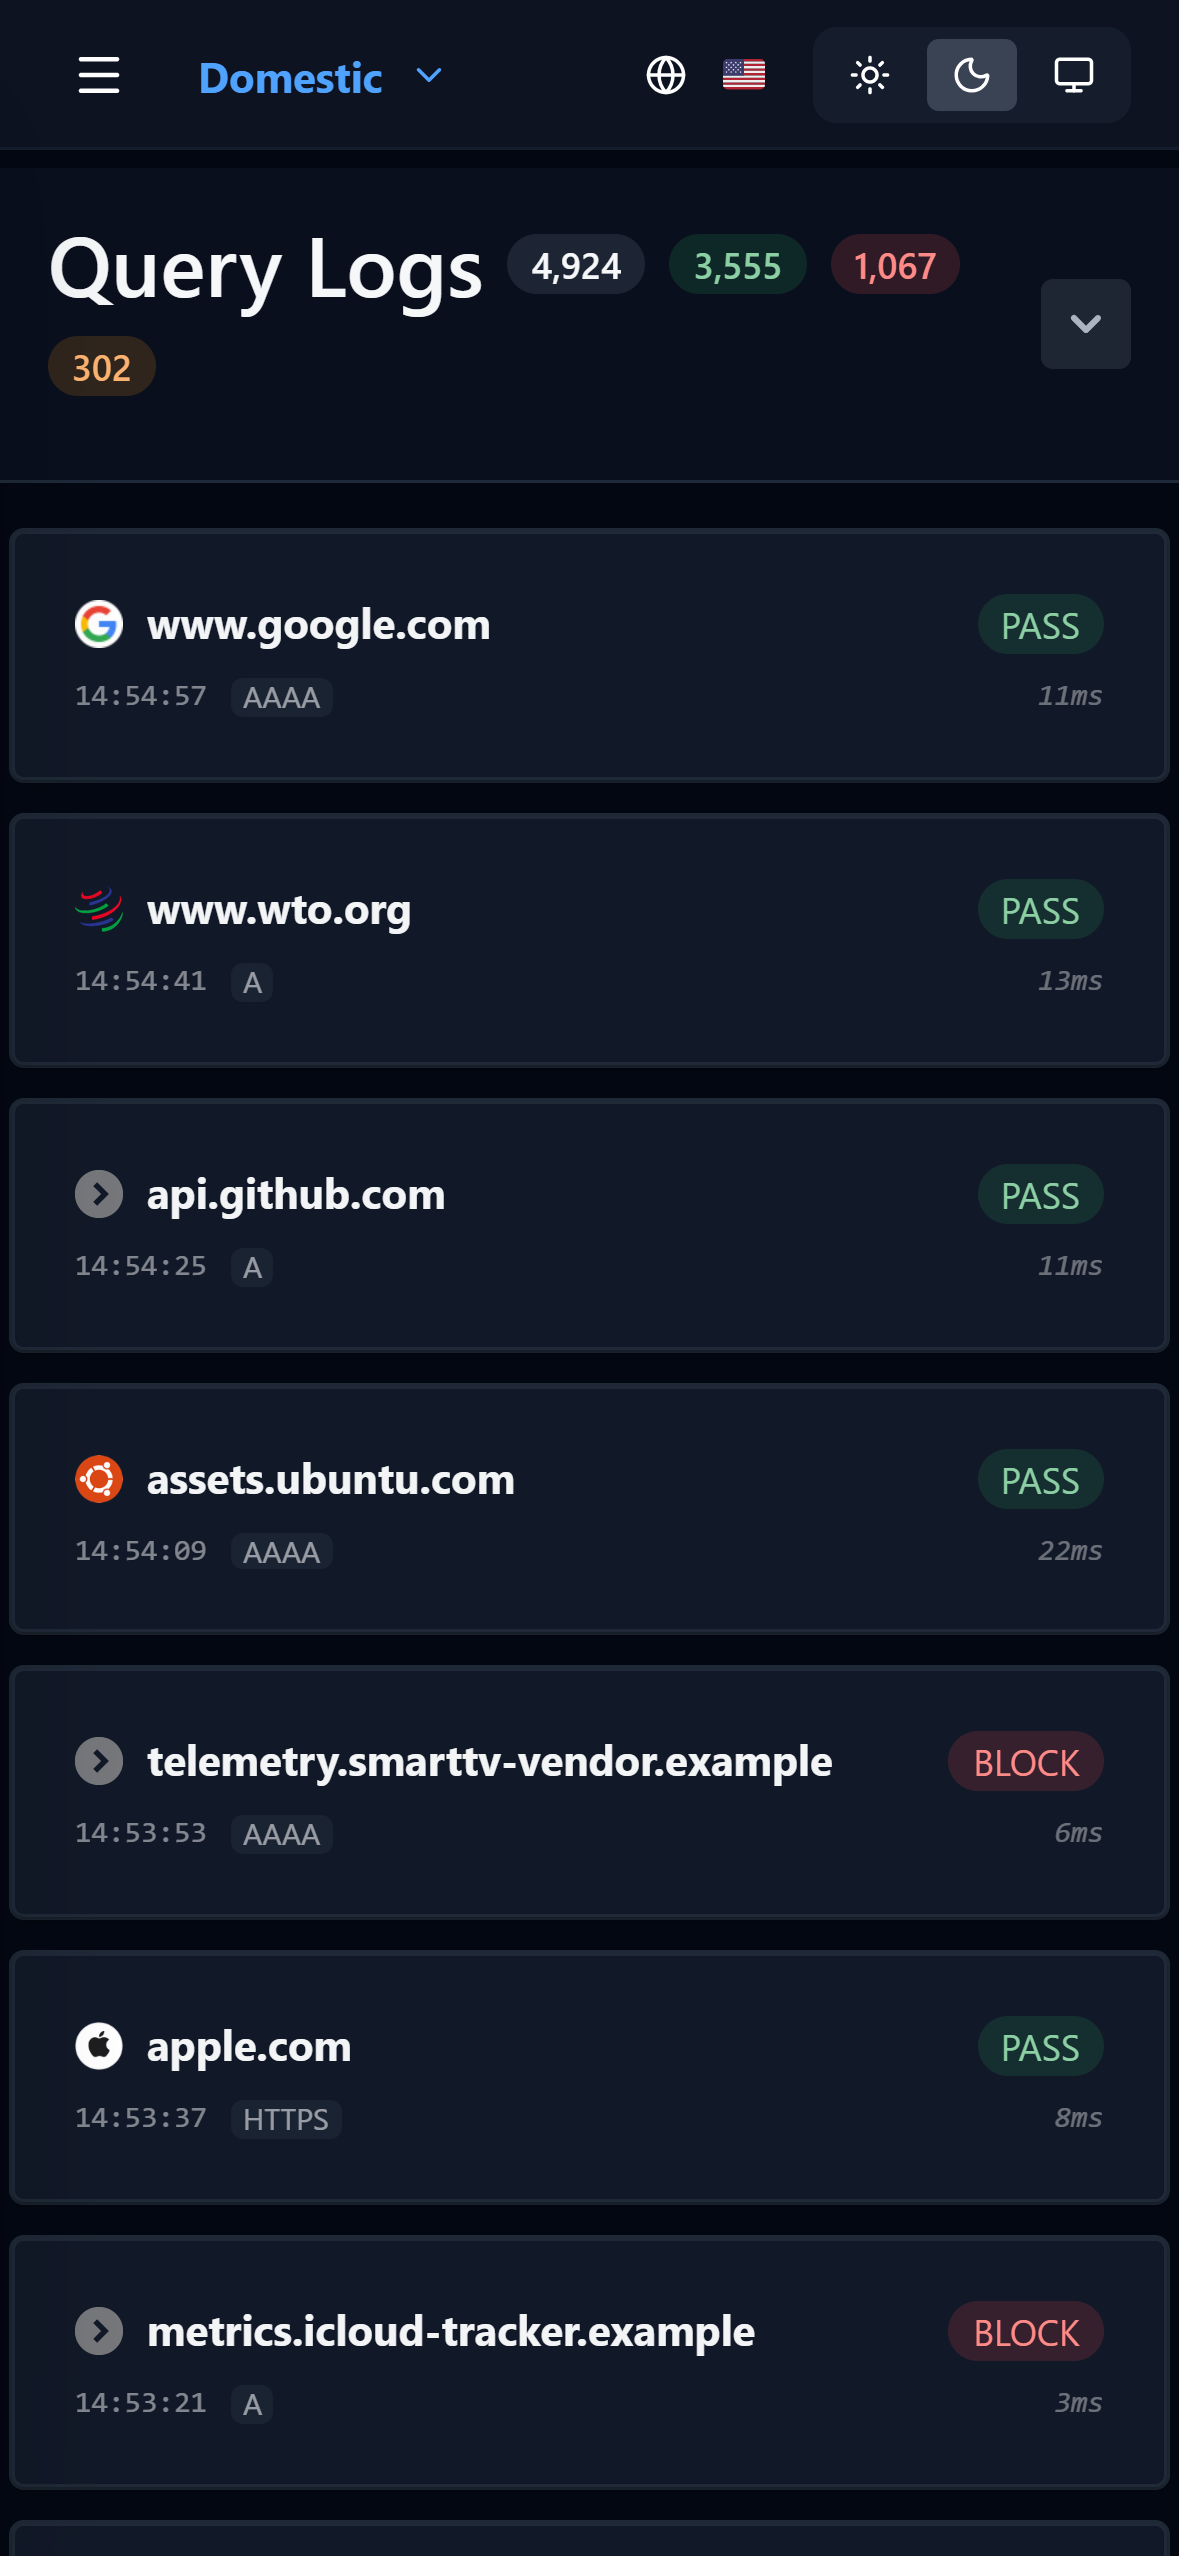 Domestic
Query Logs 4,924 3,555 1,067
302
www.google.com PASS
14:54:57 AAAA 11ms
www.wto.org PASS
14:54:41 A 13ms
api.github.com PASS
14:54:25 A 11ms
assets.ubuntu.com PASS
14:54:09 AAAA 22ms
telemetry.smarttv-vendor.example BLOCK
14:53:53 AAAA 6ms
apple.com PASS
14:53:37 HTTPS 8ms
metrics.icloud-tracker.example BLOCK
14:53:21 A 3ms